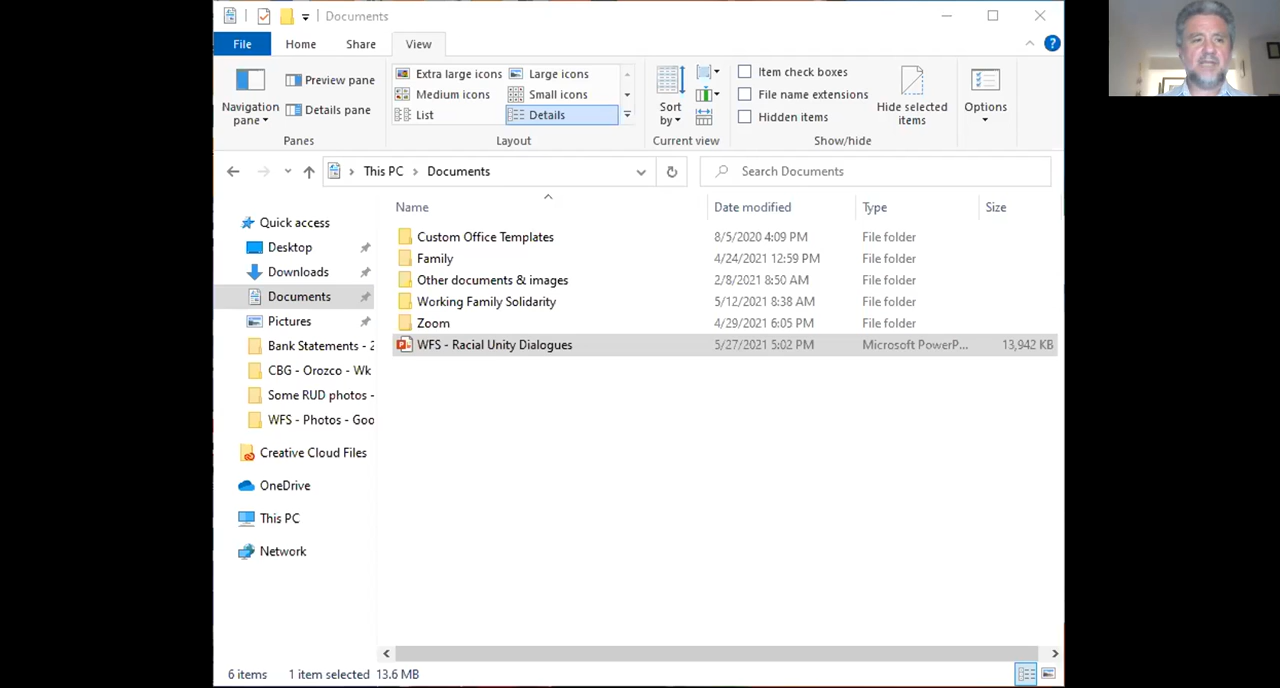 Documents
File Home Share View
Navigation pane
Preview pane
Details pane
Panes
Extra large icons Large icons
Medium icons Small icons
List Details
Layout
Sort by
Current view
Item check boxes
File name extensions
Hidden items
Hide selected items
Show/hide
Options
This PC Documents
Search Documents
Name Date modified Type Size
Custom Office Templates 8/5/2020 4:09 PM File folder
Family 4/24/2021 12:59 PM File folder
Other documents & images 2/8/2021 8:50 AM File folder
Working Family Solidarity 5/12/2021 8:38 AM File folder
Zoom 4/29/2021 6:05 PM File folder
WFS - Racial Unity Dialogues 5/27/2021 5:02 PM Microsoft PowerP... 13,942 KB
Quick access
Desktop
Downloads
Documents
Pictures
Bank Statements - 2
CBG - Orozco - Wk
Some RUD photos -
WFS - Photos - Goo
Creative Cloud Files
OneDrive
This PC
Network
6 items 1 item selected 13.6 MB